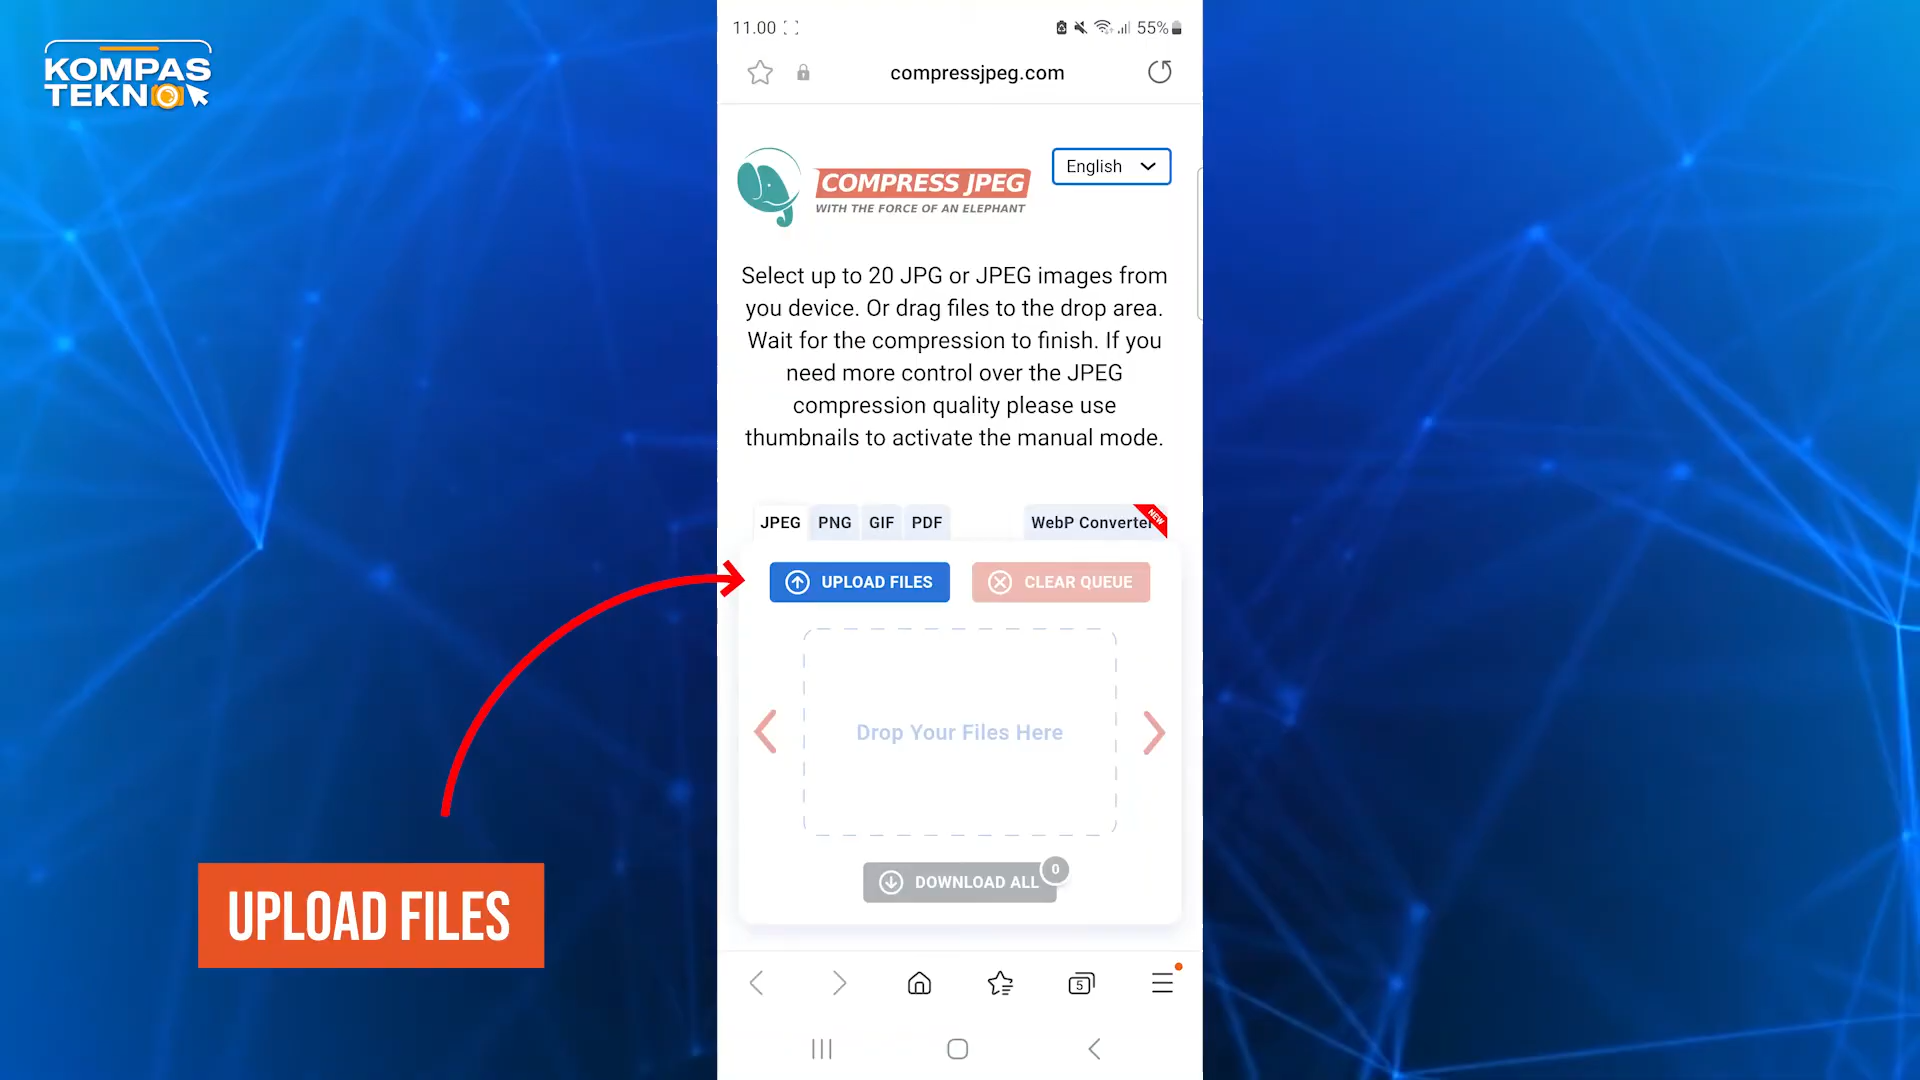 KOMPAS
TEKNO
11.00
55%
compressjpeg.com
COMPRESS JPEG
WITH THE FORCE OF AN ELEPHANT
English
Select up to 20 JPG or JPEG images from
you device. Or drag files to the drop area.
Wait for the compression to finish. If you
need more control over the JPEG
compression quality please use
thumbnails to activate the manual mode.
JPEG PNG GIF PDF WebP Converter
NEW
UPLOAD FILES CLEAR QUEUE
Drop Your Files Here
DOWNLOAD ALL 0
UPLOAD FILES
5